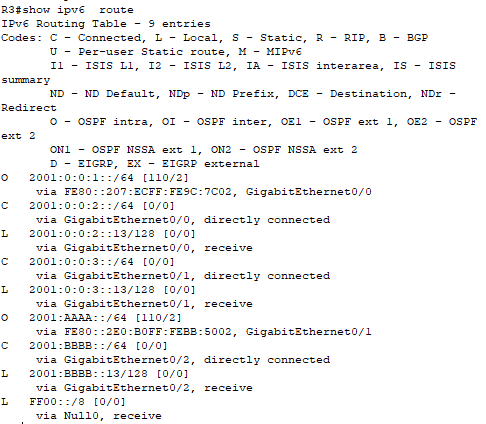 R3#show ipv6  route
IPv6 Routing Table - 9 entries
Codes: C - Connected, L - Local, S - Static, R - RIP, B - BGP
       U - Per-user Static route, M - MIPv6
       I1 - ISIS L1, I2 - ISIS L2, IA - ISIS interarea, IS - ISIS
summary
       ND - ND Default, NDp - ND Prefix, DCE - Destination, NDr -
Redirect
       O - OSPF intra, OI - OSPF inter, OE1 - OSPF ext 1, OE2 - OSPF
ext 2
       ON1 - OSPF NSSA ext 1, ON2 - OSPF NSSA ext 2
       D - EIGRP, EX - EIGRP external
O   2001:0:0:1::/64 [110/2]
     via FE80::207:ECFF:FE9C:7C02, GigabitEthernet0/0
C   2001:0:0:2::/64 [0/0]
     via GigabitEthernet0/0, directly connected
L   2001:0:0:2::13/128 [0/0]
     via GigabitEthernet0/0, receive
C   2001:0:0:3::/64 [0/0]
     via GigabitEthernet0/1, directly connected
L   2001:0:0:3::13/128 [0/0]
     via GigabitEthernet0/1, receive
O   2001:AAAA::/64 [110/2]
     via FE80::2E0:B0FF:FEBB:5002, GigabitEthernet0/1
C   2001:BBBB::/64 [0/0]
     via GigabitEthernet0/2, directly connected
L   2001:BBBB::13/128 [0/0]
     via GigabitEthernet0/2, receive
L   FF00::/8 [0/0]
     via Null0, receive